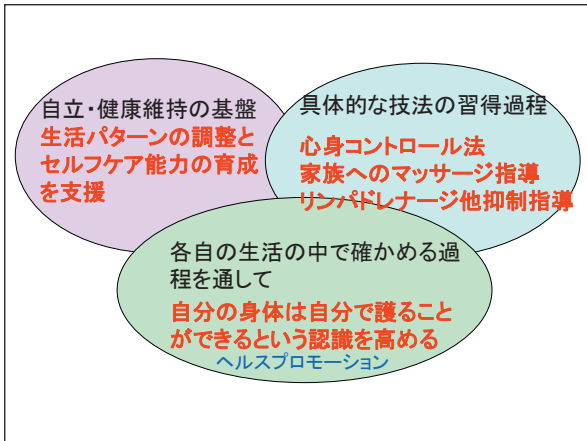 自立・健康維持の基盤
生活パターンの調整と
セルフケア能力の育成
を支援
具体的な技法の習得過程
心身コントロール法
家族へのマッサージ指導
リンパドレナージ他抑制指導
各自の生活の中で確かめる過
程を通して
自分の身体は自分で護ること
ができるという認識を高める
ヘルスプロモーション